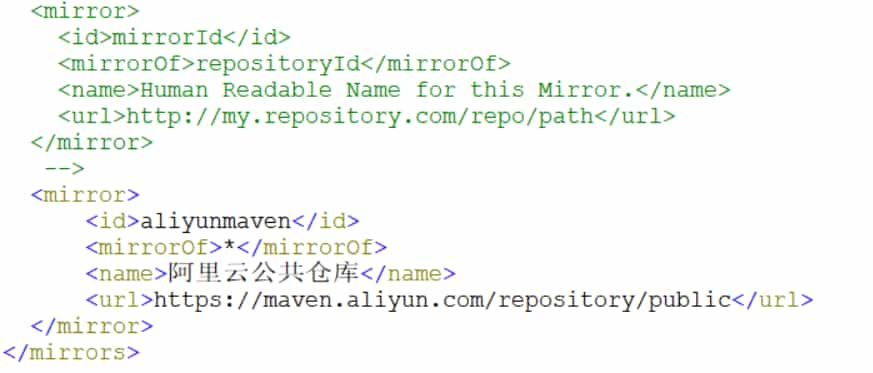 <mirror>
<id>mirrorId</id>
<mirrorOf>repositoryId</mirrorOf>
<name>Human Readable Name for this Mirror.</name>
<url>http://my.repository.com/repo/path</url>
</mirror>
-->
<mirror>
<id>aliyunmaven</id>
<mirrorOf>*</mirrorOf>
<name>阿里云公共仓库</name>
<url>https://maven.aliyun.com/repository/public</url>
</mirror>
</mirrors>